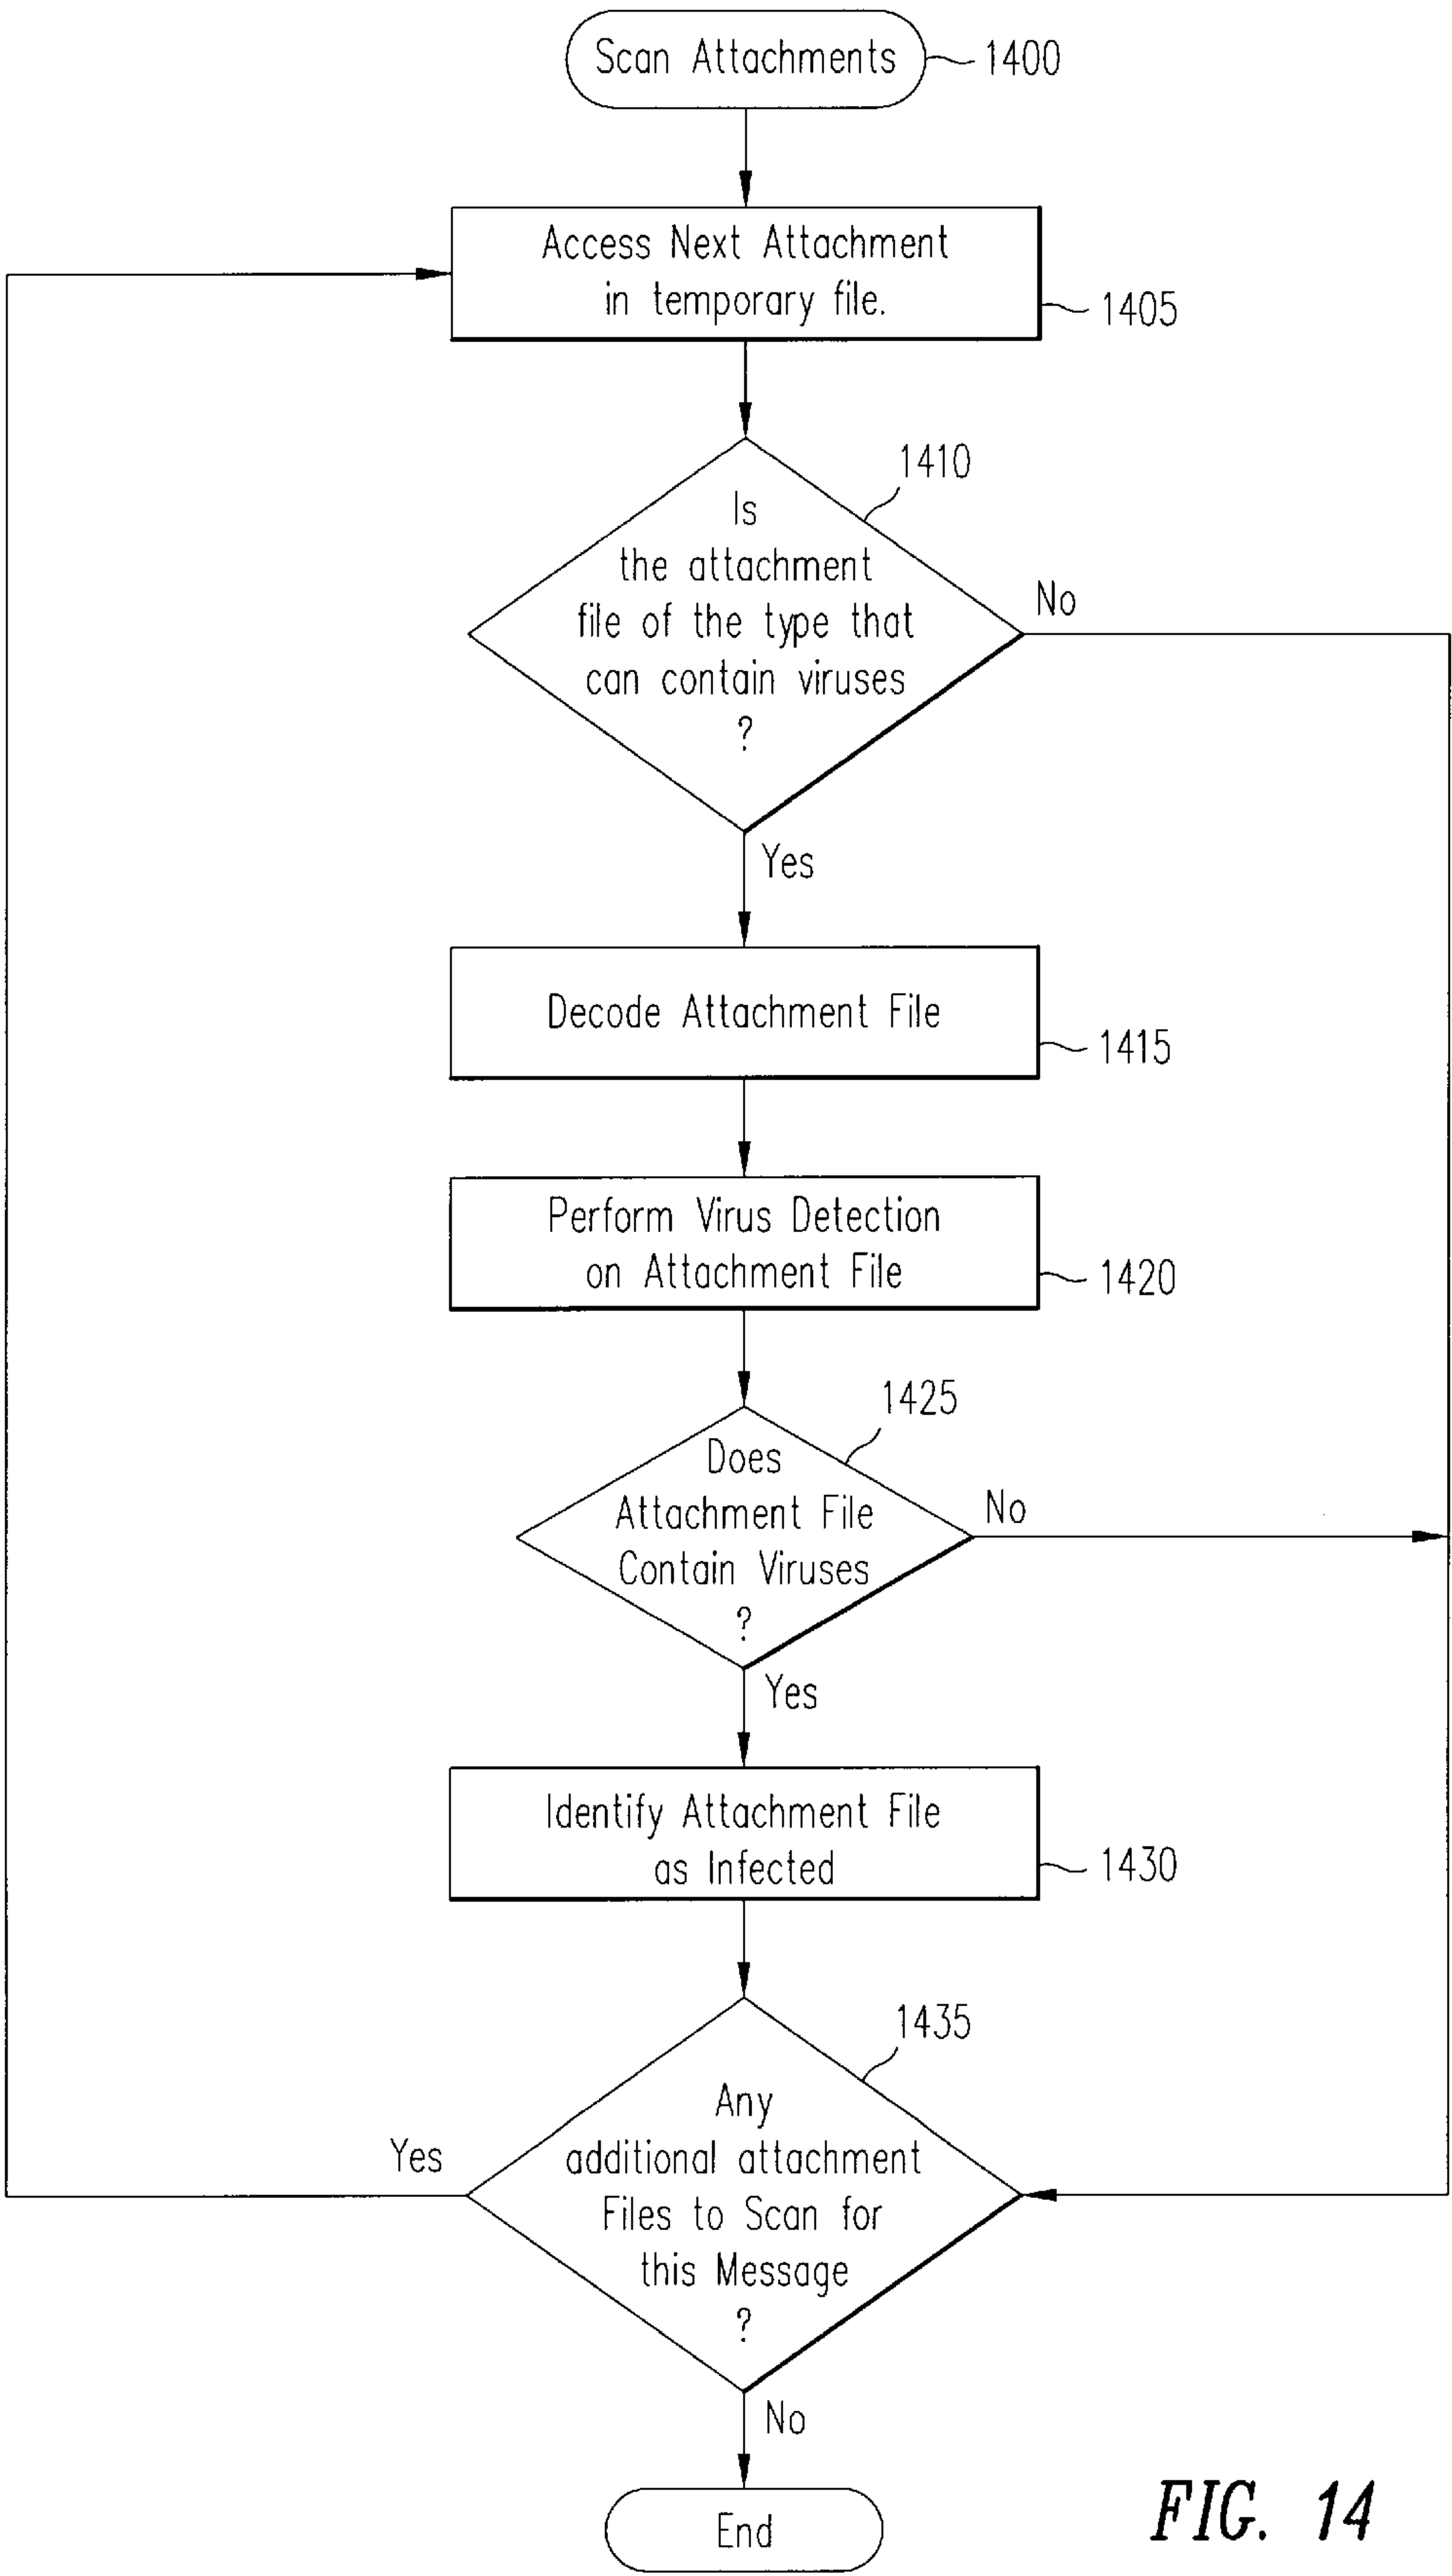 Scan Attachments
1400
Access Next Attachment
in temporary file.
1405
1410
Is
the attachment
file of the type that
can contain viruses
?
No
Yes
Decode Attachment File
1415
Perform Virus Detection
on Attachment File
1420
1425
Does
Attachment File
Contain Viruses
?
No
Yes
Identify Attachment File
as Infected
1430
1435
Any
additional attachment
Files to Scan for
this Message
?
Yes
No
End
FIG. 14